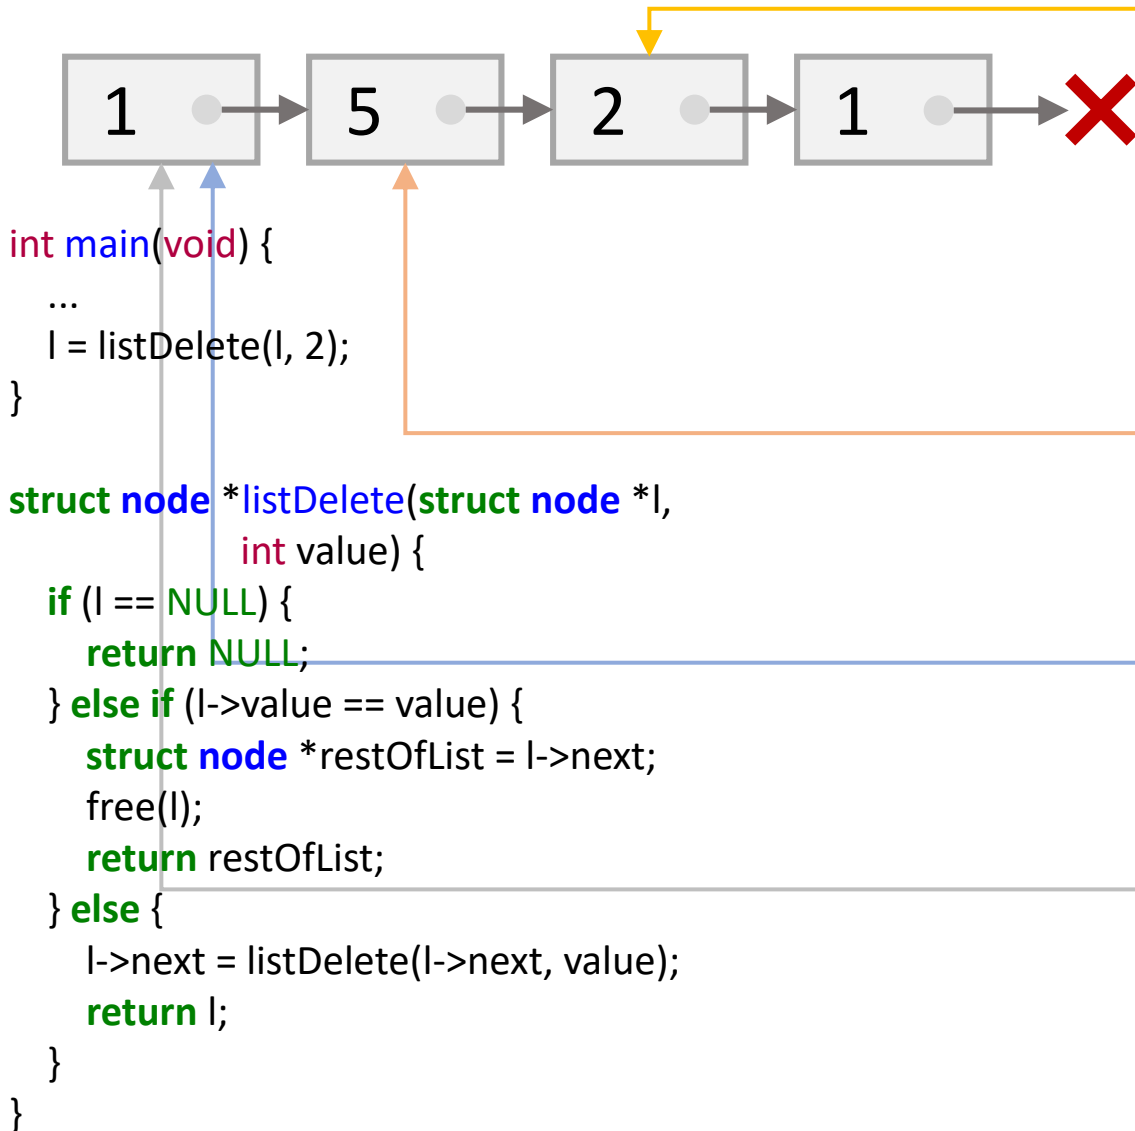 1 5 2 1
int main(void) {
...
l = listDelete(l, 2);
}
struct node *listDelete(struct node *l,
int value) {
if (l == NULL) {
return NULL;
} else if (l->value == value) {
struct node *restOfList = l->next;
free(l);
return restOfList;
} else {
l->next = listDelete(l->next, value);
return l;
}
}